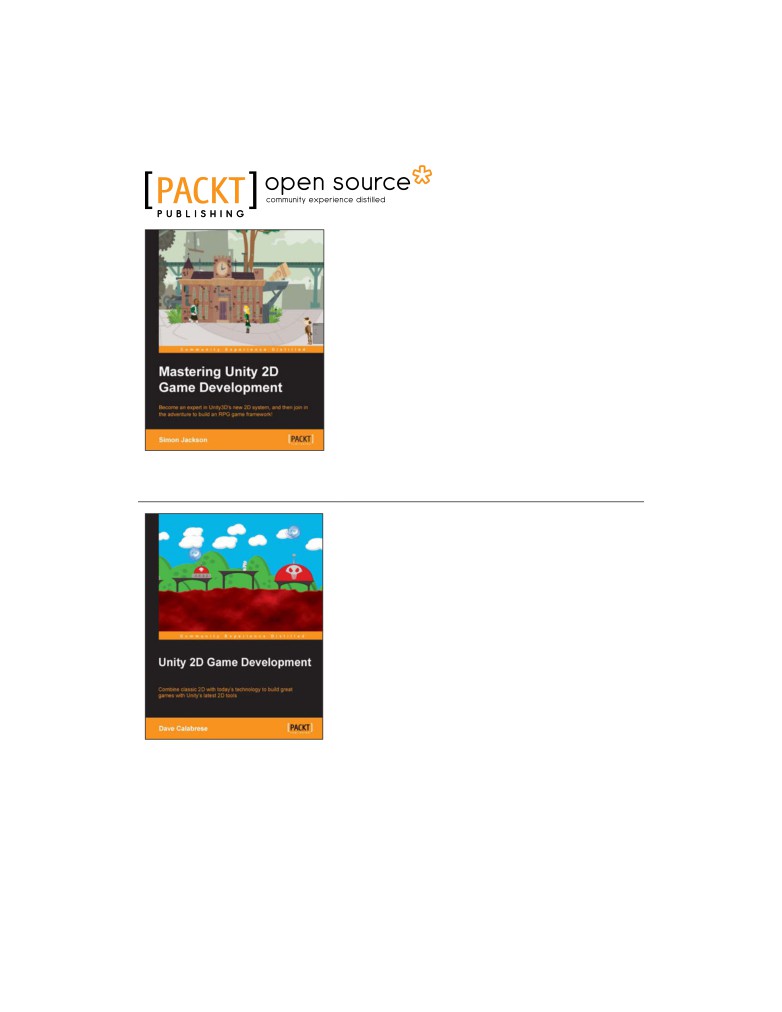 [PACKT] open source*
PUBLISHING community experience distilled
Community Experience Distilled
Mastering Unity 2D
Game Development
Become an expert in Unity3D's new 2D system, and then join in
the adventure to build an RPG game framework!
Simon Jackson [PACKT]
Community Experience Distilled
Unity 2D Game Development
Combine classic 2D with today's technology to build great
games with Unity's latest 2D tools
Dave Calabrese [PACKT]